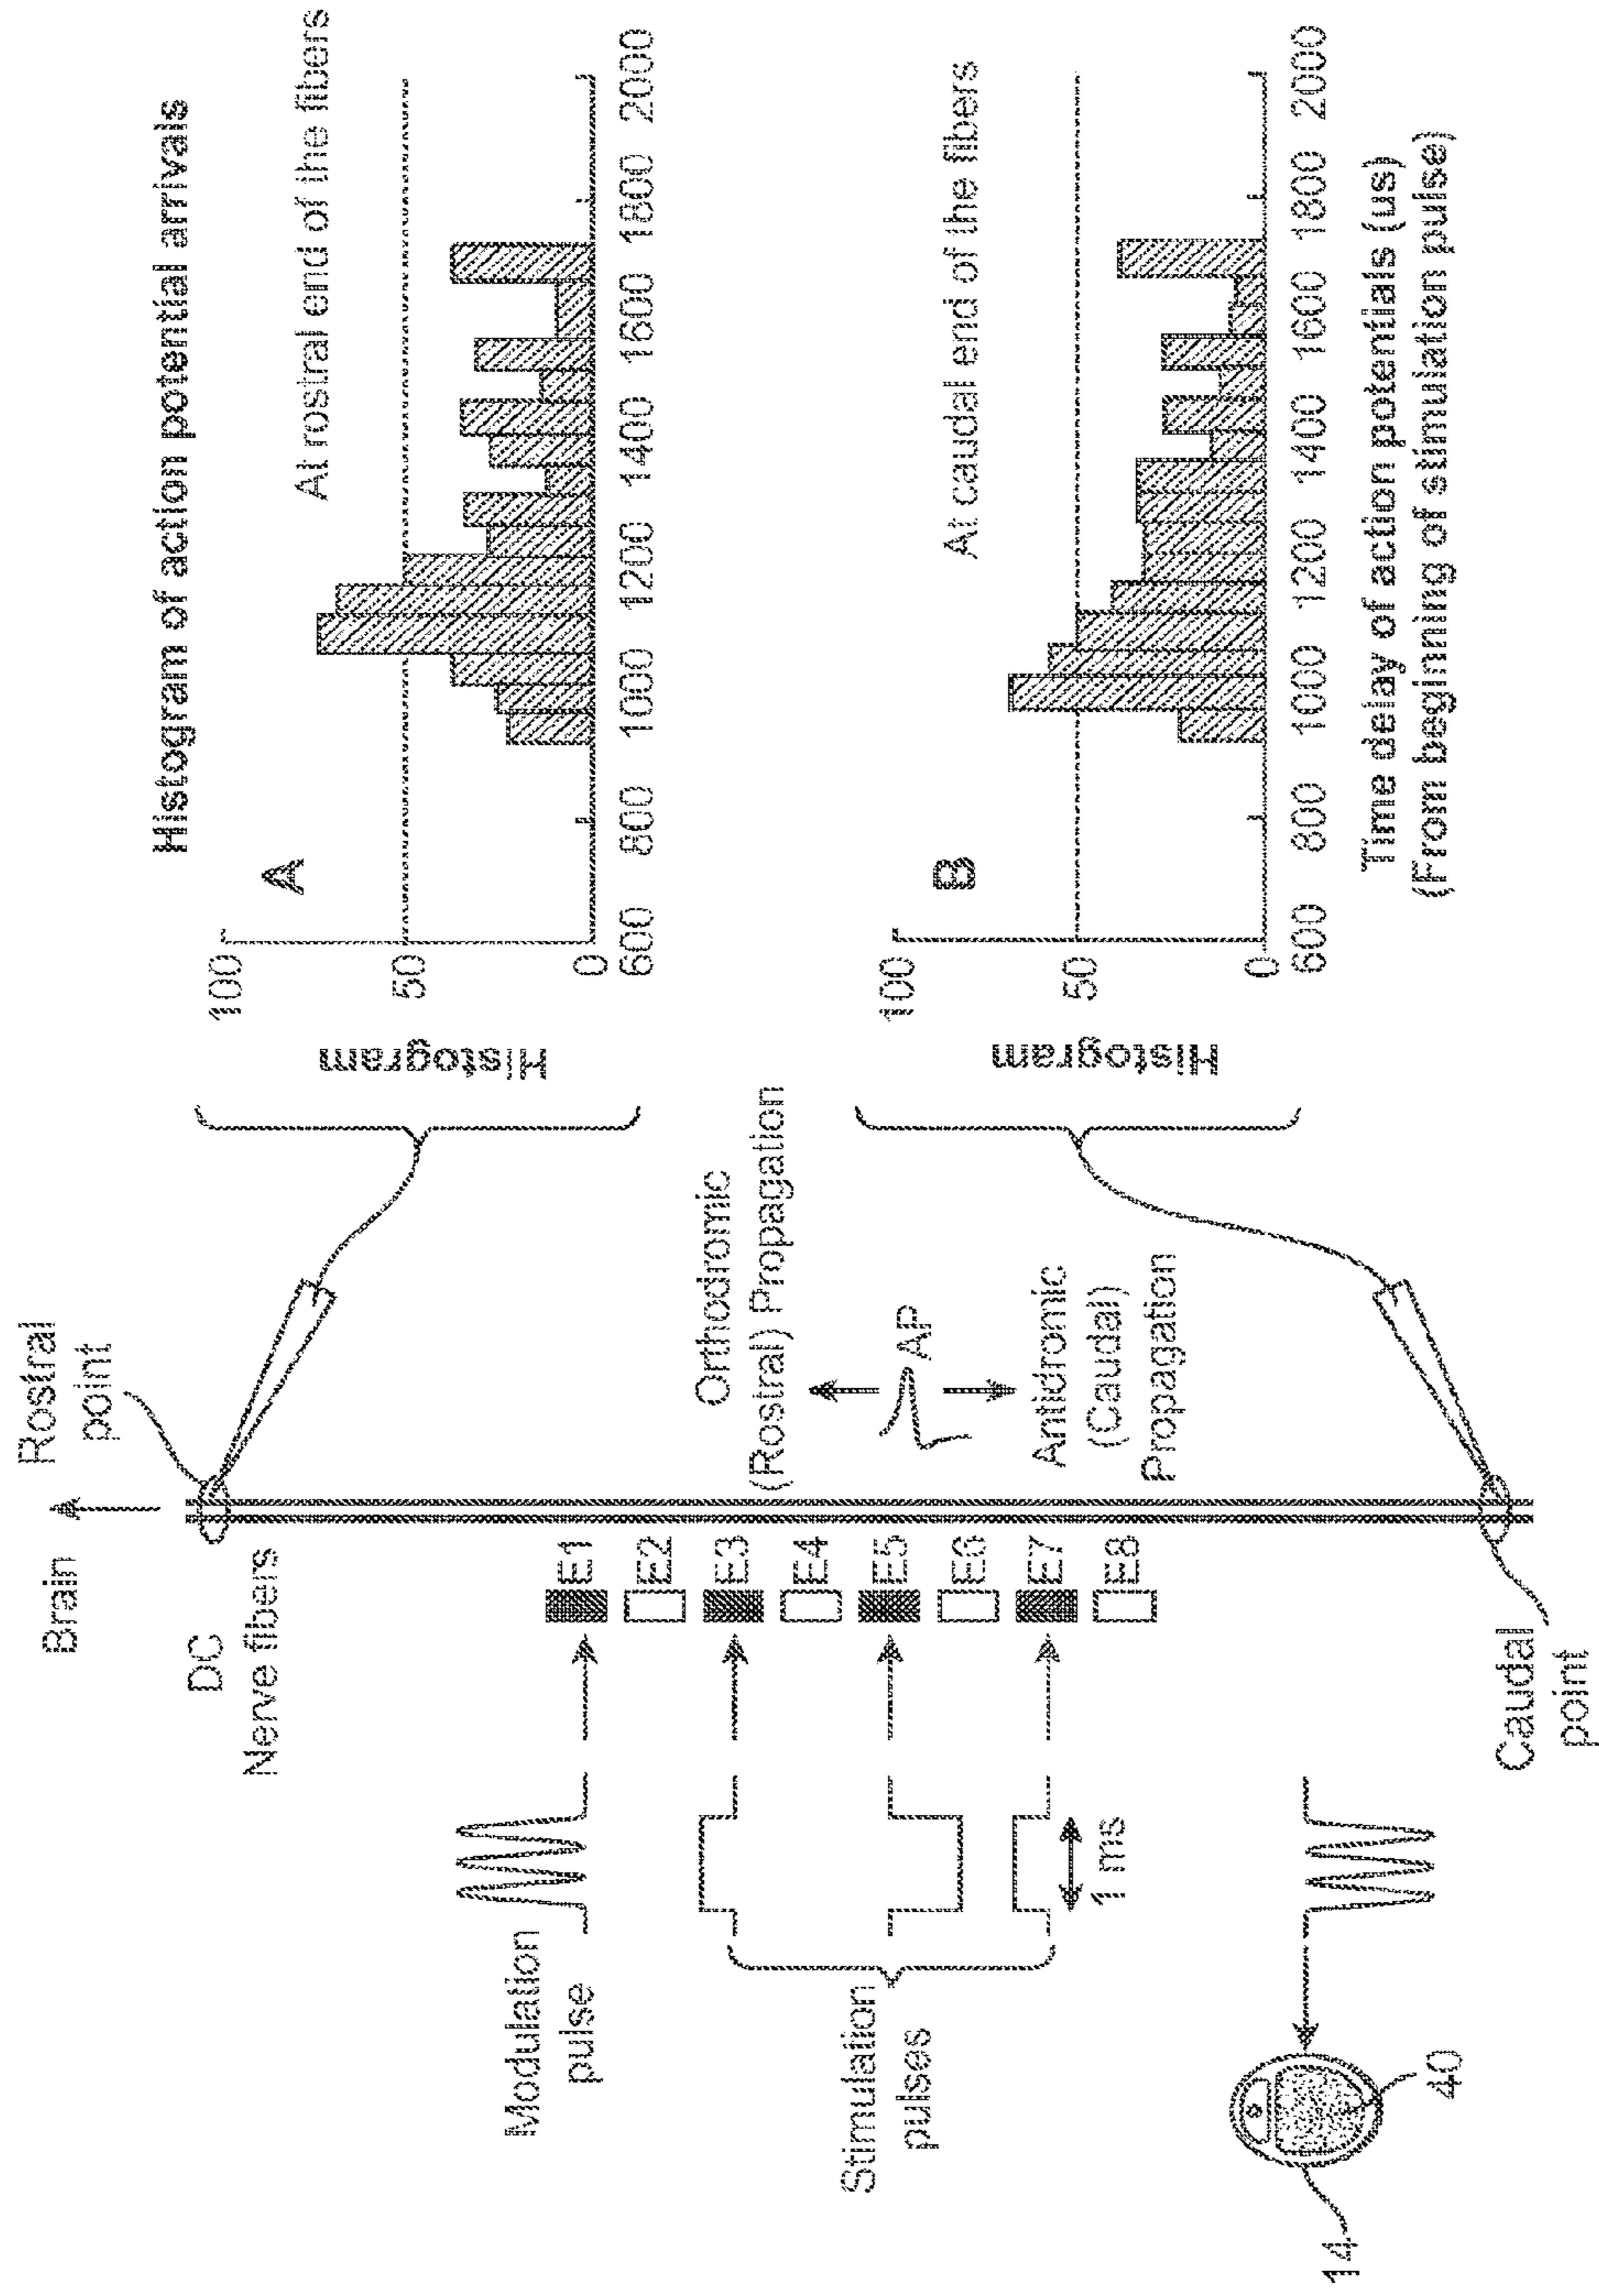 Brain
Rostral
point
DC
Nerve fibers
Modulation
pulse
E1
E2
E3
E4
E5
E6
E7
E8
Stimulation
pulses
1 ms
Orthodromic
(Rostral) Propagation
AP
Antidromic
(Caudal)
Propagation
Caudal
point
14
40
Histogram of action potential arrivals
A
At rostral end of the fibers
Histogram
100
50
0
600 800 1000 1200 1400 1600 1800 2000
B
At caudal end of the fibers
Histogram
100
50
0
600 800 1000 1200 1400 1600 1800 2000
Time delay of action potentials (us)
(From beginning of stimulation pulse)